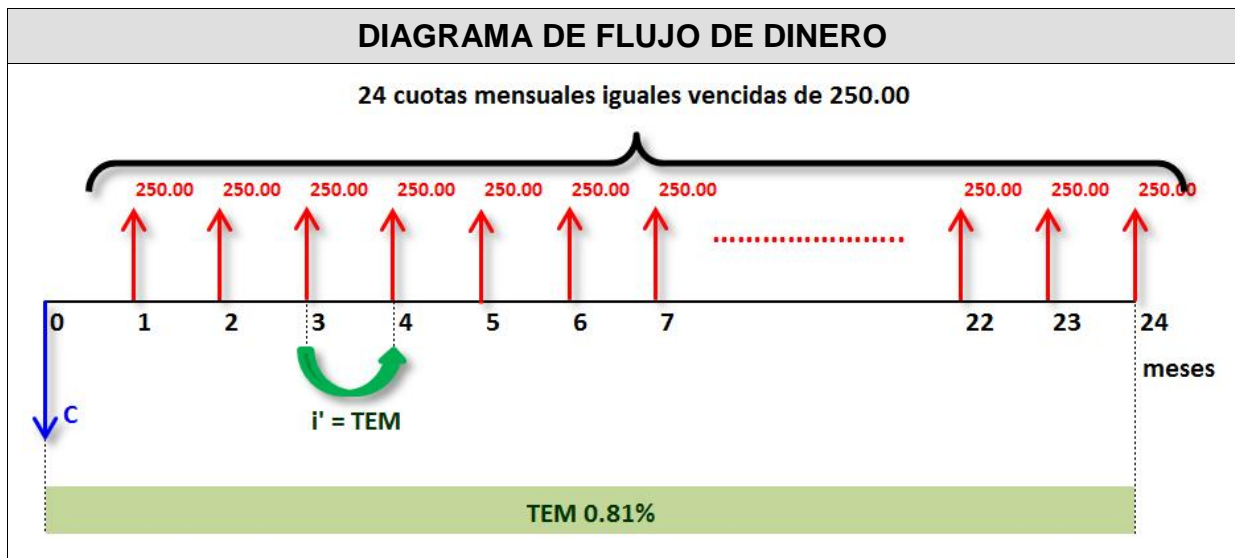 DIAGRAMA DE FLUJO DE DINERO
24 cuotas mensuales iguales vencidas de 250.00
250.00 250.00 250.00 250.00 250.00 250.00 250.00 250.00 250.00 250.00
0 1 2 3 4 5 6 7 22 23 24
meses
C
i' = TEM
TEM 0.81%